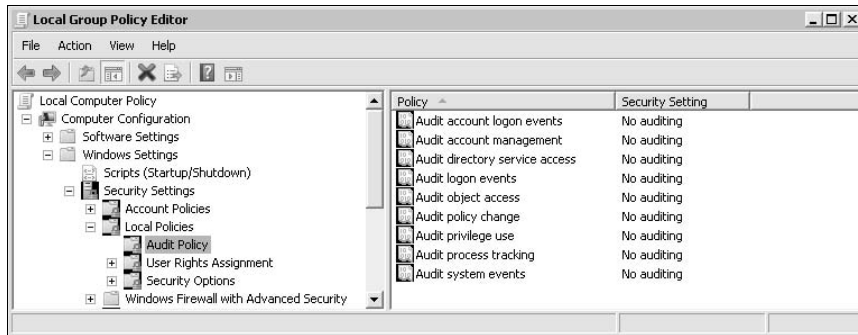 Local Group Policy Editor
File Action View Help
Local Computer Policy
Computer Configuration
Software Settings
Windows Settings
Scripts (Startup/Shutdown)
Security Settings
Account Policies
Local Policies
Audit Policy
User Rights Assignment
Security Options
Windows Firewall with Advanced Security
Policy Security Setting
Audit account logon events No auditing
Audit account management No auditing
Audit directory service access No auditing
Audit logon events No auditing
Audit object access No auditing
Audit policy change No auditing
Audit privilege use No auditing
Audit process tracking No auditing
Audit system events No auditing